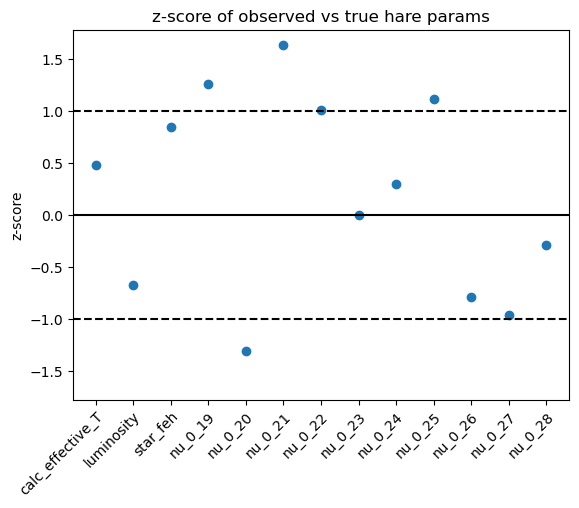 z-score of observed vs true hare params
z-score
1.5
1.0
0.5
0.0
−0.5
−1.0
−1.5
calc_effective_T
luminosity
star_feh
nu_0_19
nu_0_20
nu_0_21
nu_0_22
nu_0_23
nu_0_24
nu_0_25
nu_0_26
nu_0_27
nu_0_28